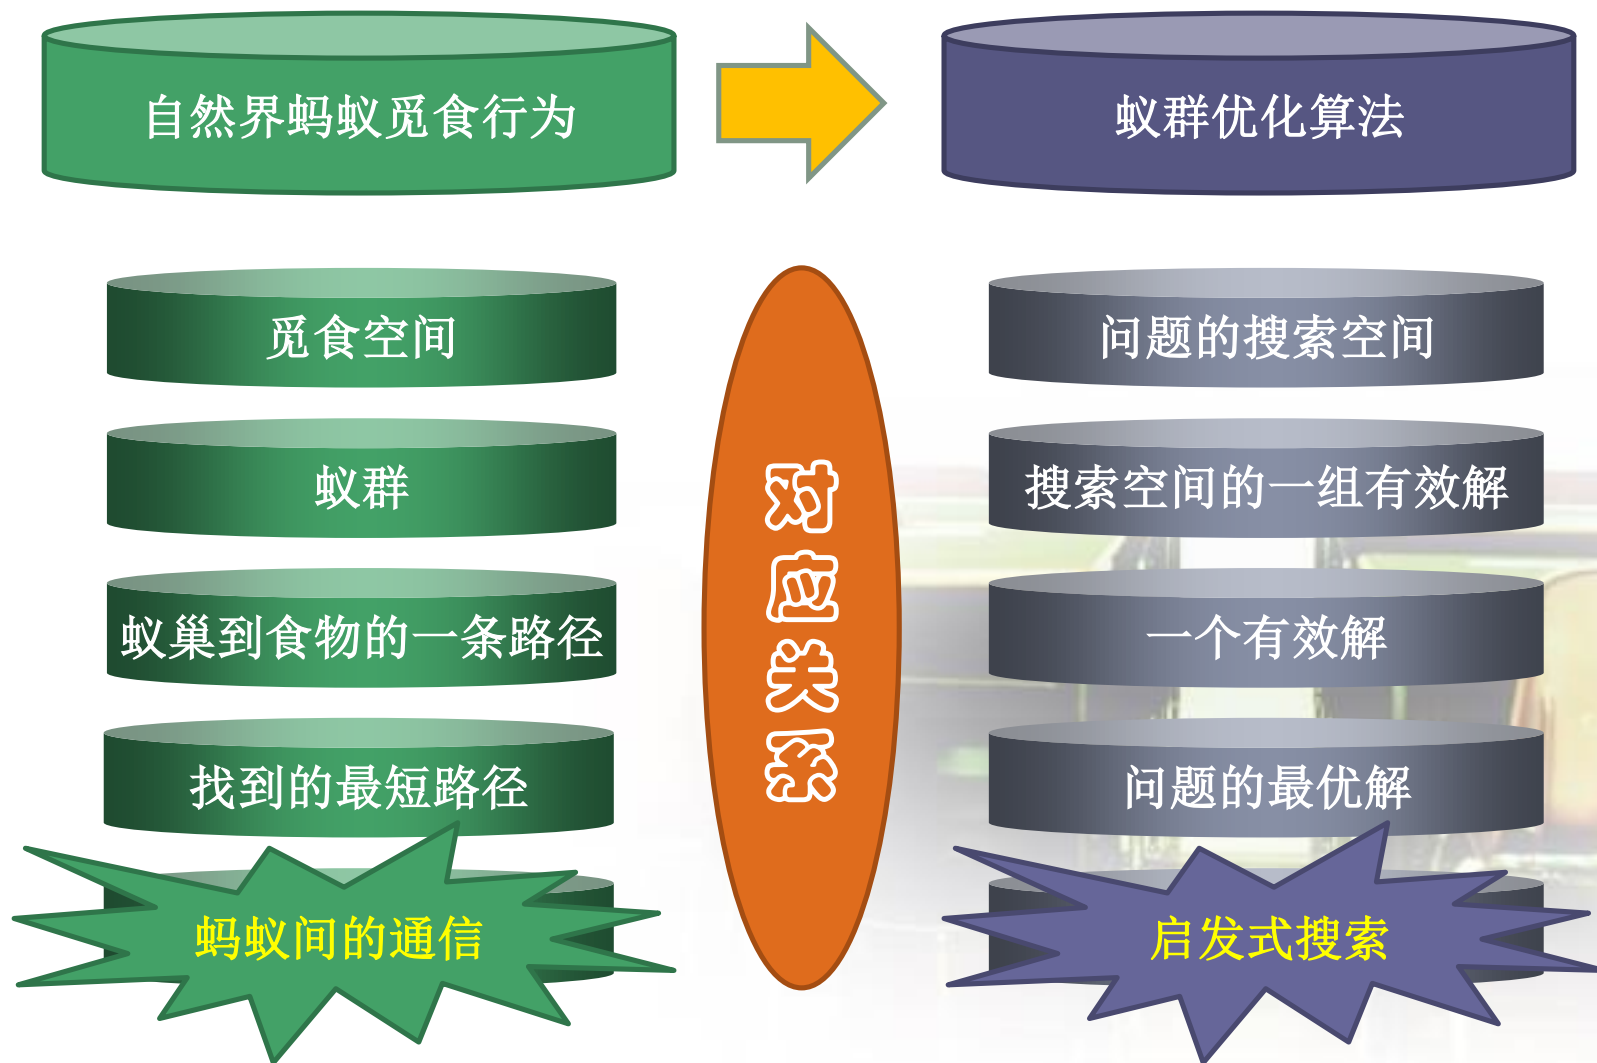 自然界蚂蚁觅食行为
蚁群优化算法
觅食空间
问题的搜索空间
蚁群
搜索空间的一组有效解
蚁巢到食物的一条路径
一个有效解
找到的最短路径
问题的最优解
蚂蚁间的通信
启发式搜索
对应关系